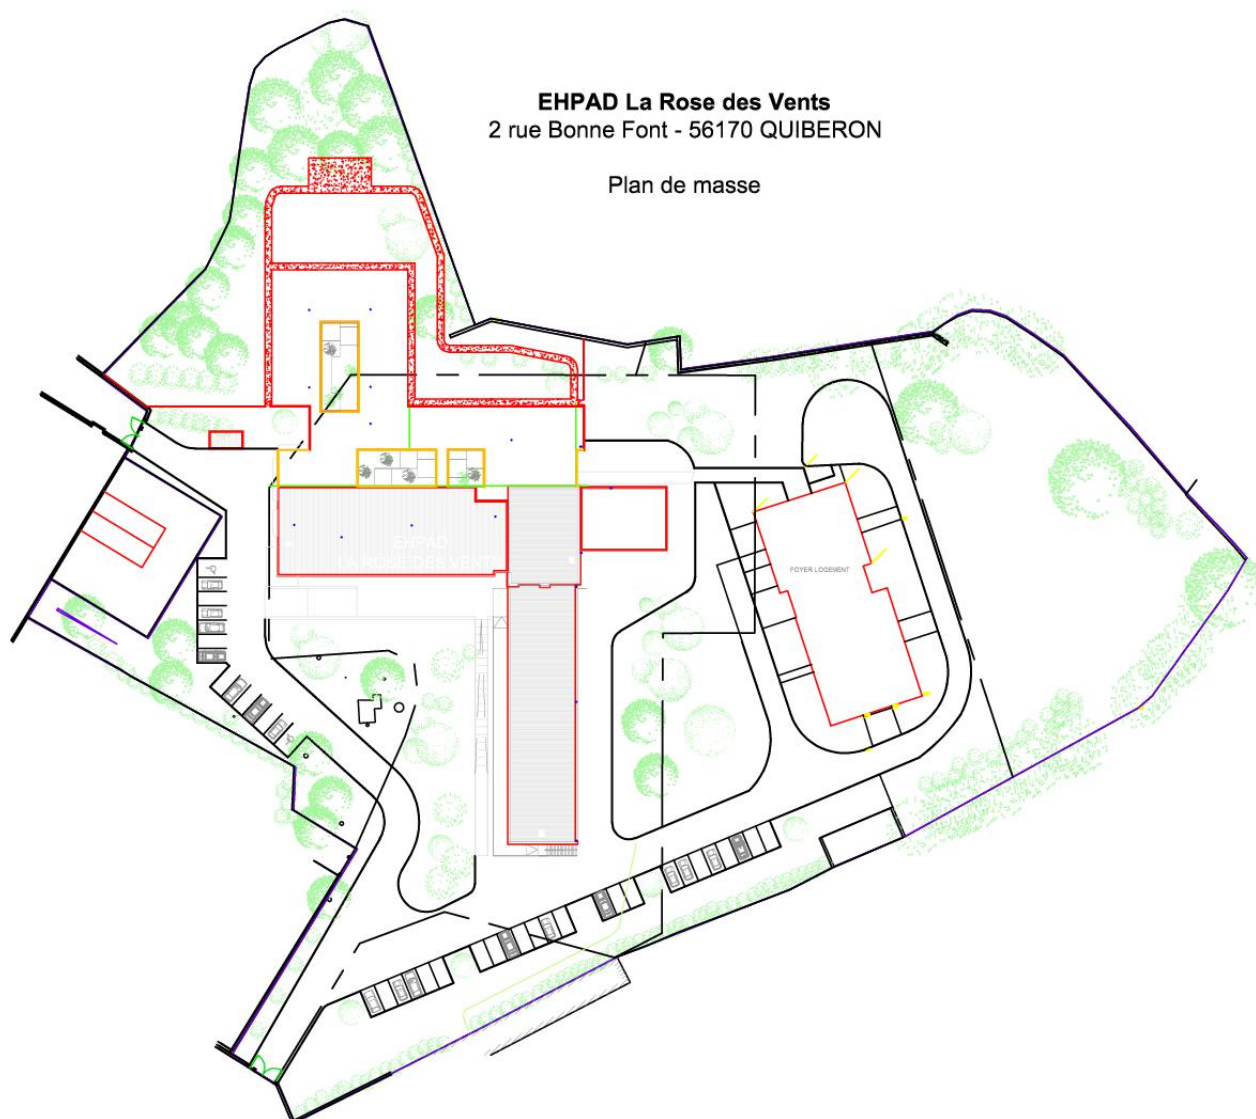 EHPAD La Rose des Vents
2 rue Bonne Font - 56170 QUIBERON
Plan de masse
EHPAD
LA ROSE DES VENTS
FOYER LOGEMENT